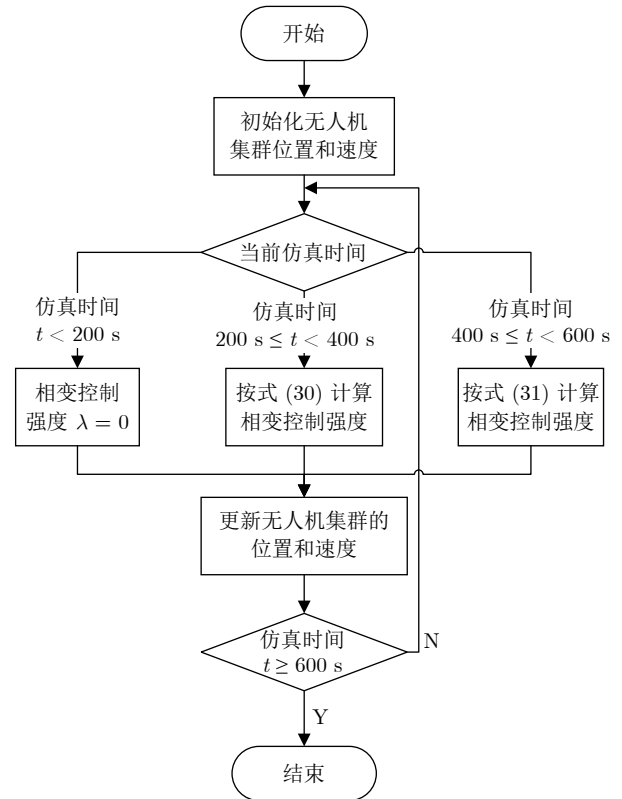 开始
初始化无人机
集群位置和速度
当前仿真时间
仿真时间
t < 200 s
仿真时间
200 s ≤ t < 400 s
仿真时间
400 s ≤ t < 600 s
相变控制
强度 λ = 0
按式 (30) 计算
相变控制强度
按式 (31) 计算
相变控制强度
更新无人机集群的
位置和速度
仿真时间
t ≥ 600 s
N
Y
结束